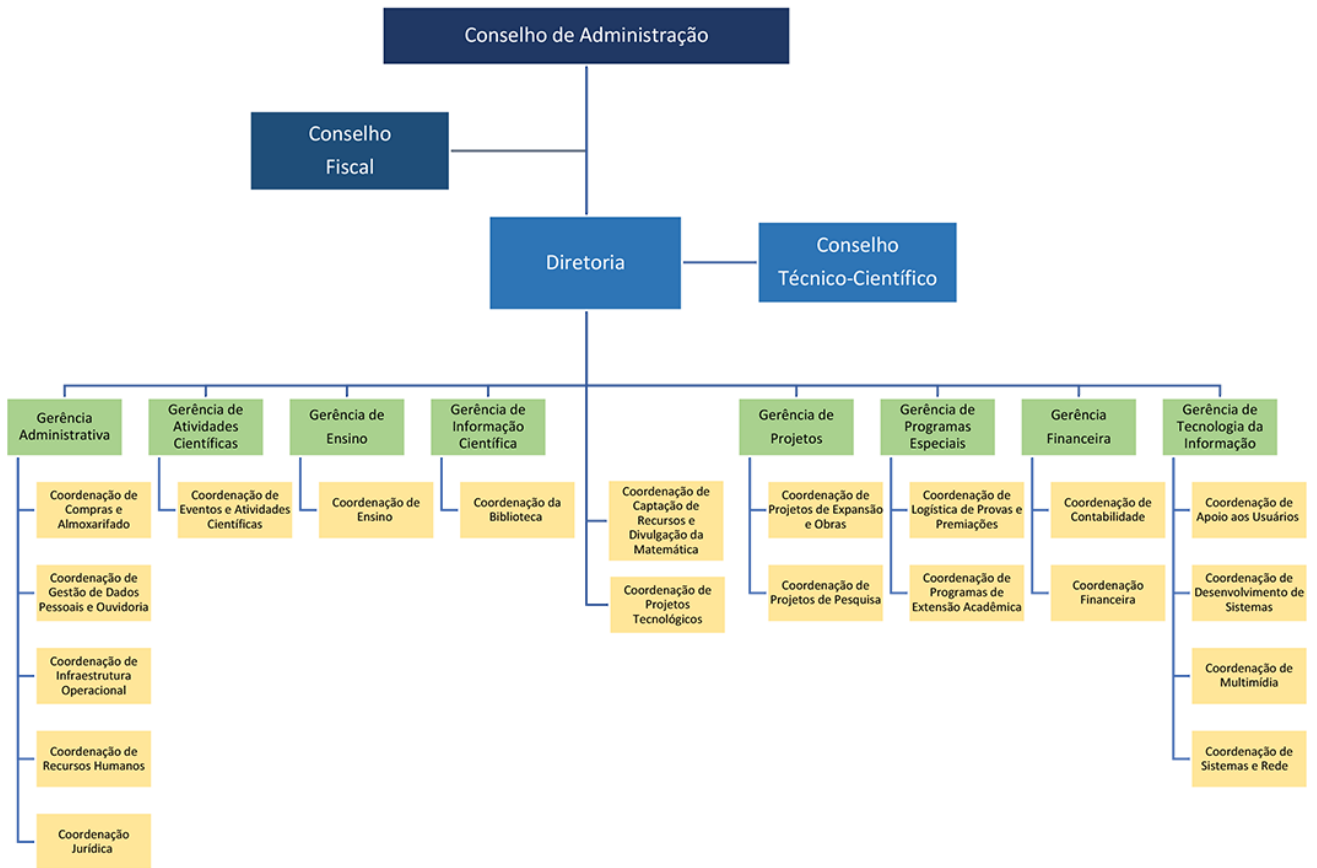 Conselho de Administração
Conselho
Fiscal
Diretoria
Conselho
Técnico-Científico
Gerência
Administrativa
Gerência de
Atividades
Científicas
Gerência de
Ensino
Gerência de
Informação
Científica
Gerência de
Projetos
Gerência de
Programas
Especiais
Gerência
Financeira
Gerência de
Tecnologia da
Informação
Coordenação de
Compras e
Almoxarifado
Coordenação de
Eventos e Atividades
Científicas
Coordenação de
Ensino
Coordenação da
Biblioteca
Coordenação de
Captação de
Recursos e
Divulgação da
Matemática
Coordenação de
Projetos de Expansão
e Obras
Coordenação de
Logística de Provas e
Premiações
Coordenação de
Contabilidade
Coordenação de
Apoio aos Usuários
Coordenação de
Gestão de Dados
Pessoais e Ouvidoria
Coordenação de
Projetos
Tecnológicos
Coordenação de
Projetos de Pesquisa
Coordenação de
Programas de
Extensão Acadêmica
Coordenação
Financeira
Coordenação de
Desenvolvimento de
Sistemas
Coordenação de
Infraestrutura
Operacional
Coordenação de
Multimídia
Coordenação de
Recursos Humanos
Coordenação de
Sistemas e Rede
Coordenação
Jurídica